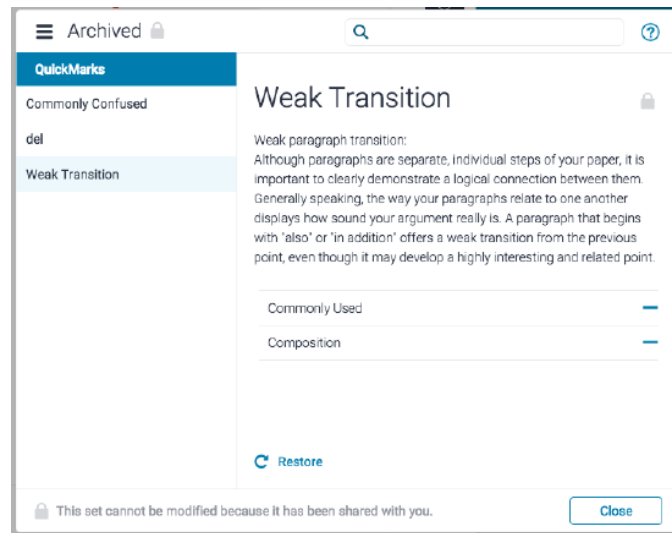 Archived
QuickMarks
Commonly Confused
del
Weak Transition
Weak Transition
Weak paragraph transition:
Although paragraphs are separate, individual steps of your paper, it is
important to clearly demonstrate a logical connection between them.
Generally speaking, the way your paragraphs relate to one another
displays how sound your argument really is. A paragraph that begins
with "also" or "in addition" offers a weak transition from the previous
point, even though it may develop a highly interesting and related point.
Commonly Used
Composition
Restore
This set cannot be modified because it has been shared with you.
Close